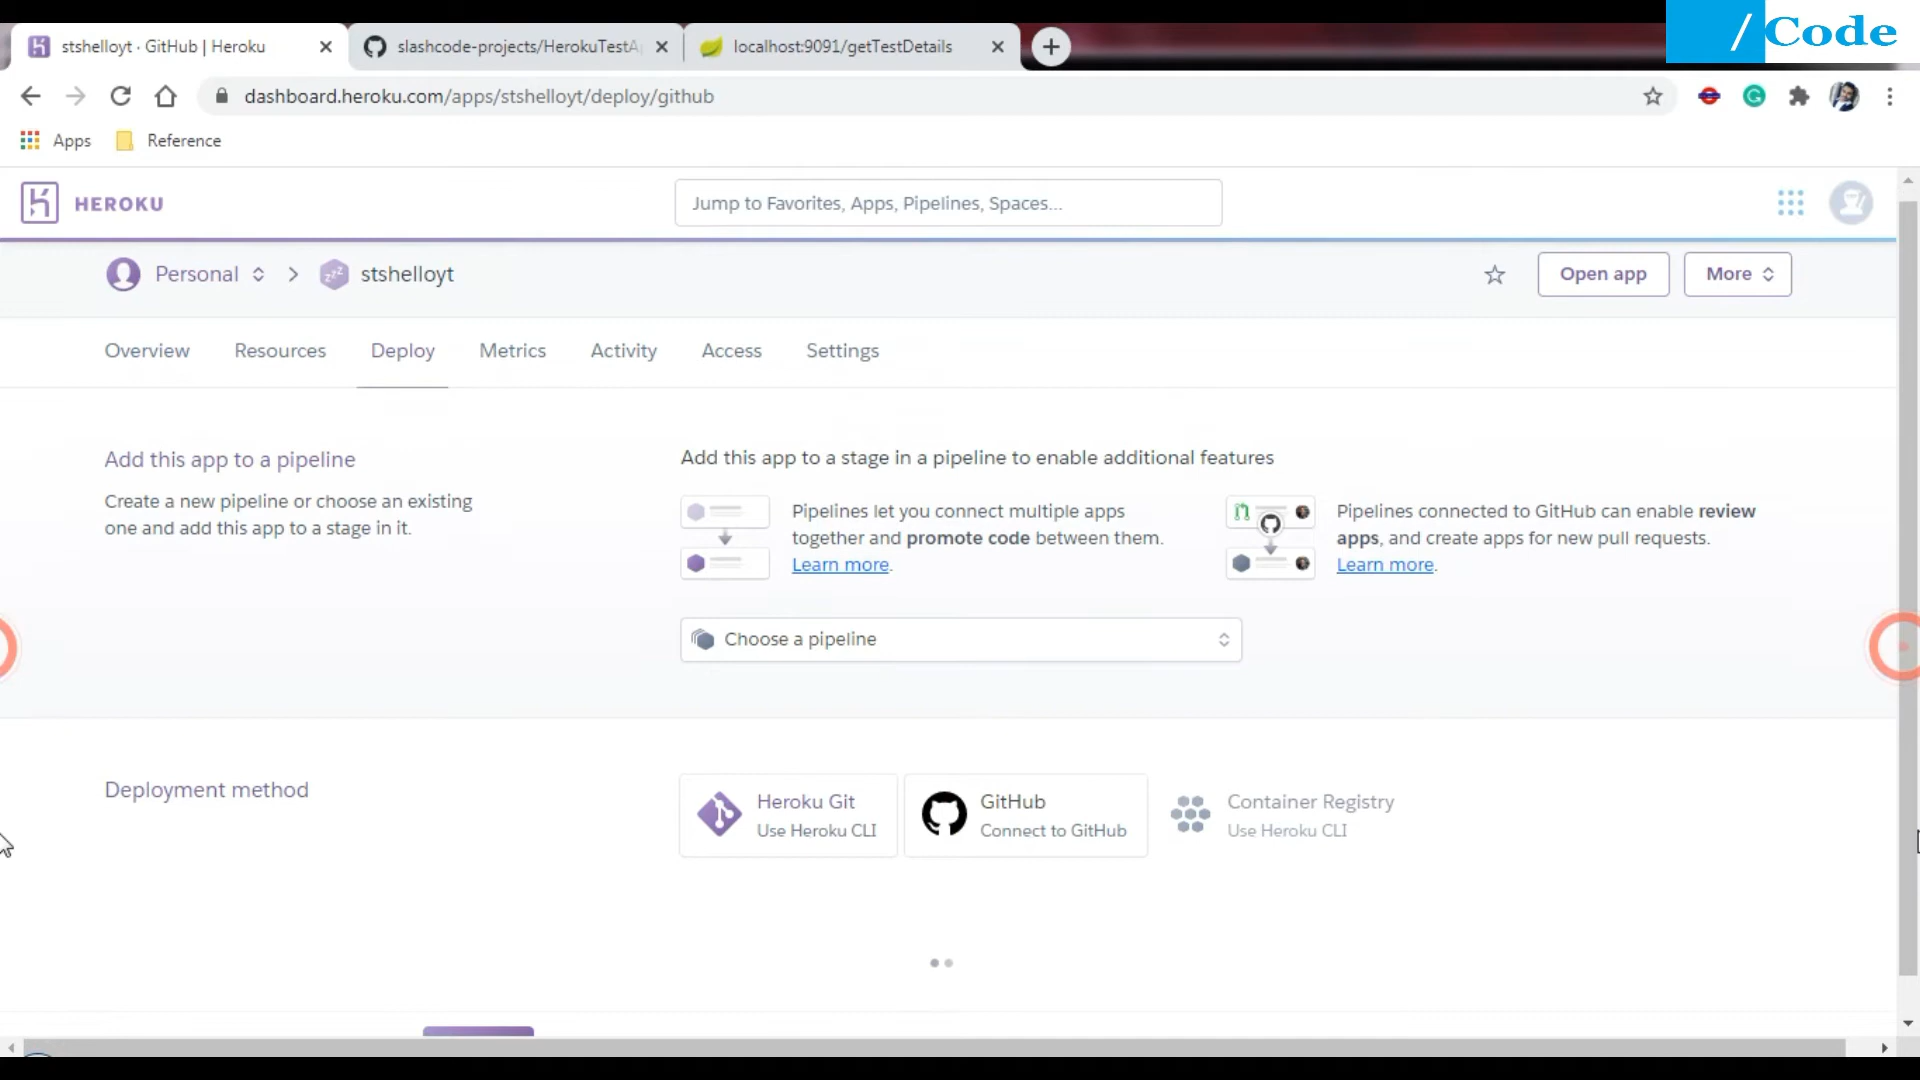 stshelloyt · GitHub | Heroku
slashcode-projects/HerokuTestA
localhost:9091/getTestDetails
/Code
dashboard.heroku.com/apps/stshelloyt/deploy/github
Apps
Reference
HEROKU
Jump to Favorites, Apps, Pipelines, Spaces...
Personal
stshelloyt
Open app
More
Overview
Resources
Deploy
Metrics
Activity
Access
Settings
Add this app to a pipeline
Create a new pipeline or choose an existing
one and add this app to a stage in it.
Add this app to a stage in a pipeline to enable additional features
Pipelines let you connect multiple apps
together and promote code between them.
Learn more.
Pipelines connected to GitHub can enable review
apps, and create apps for new pull requests.
Learn more.
Choose a pipeline
Deployment method
Heroku Git
Use Heroku CLI
GitHub
Connect to GitHub
Container Registry
Use Heroku CLI